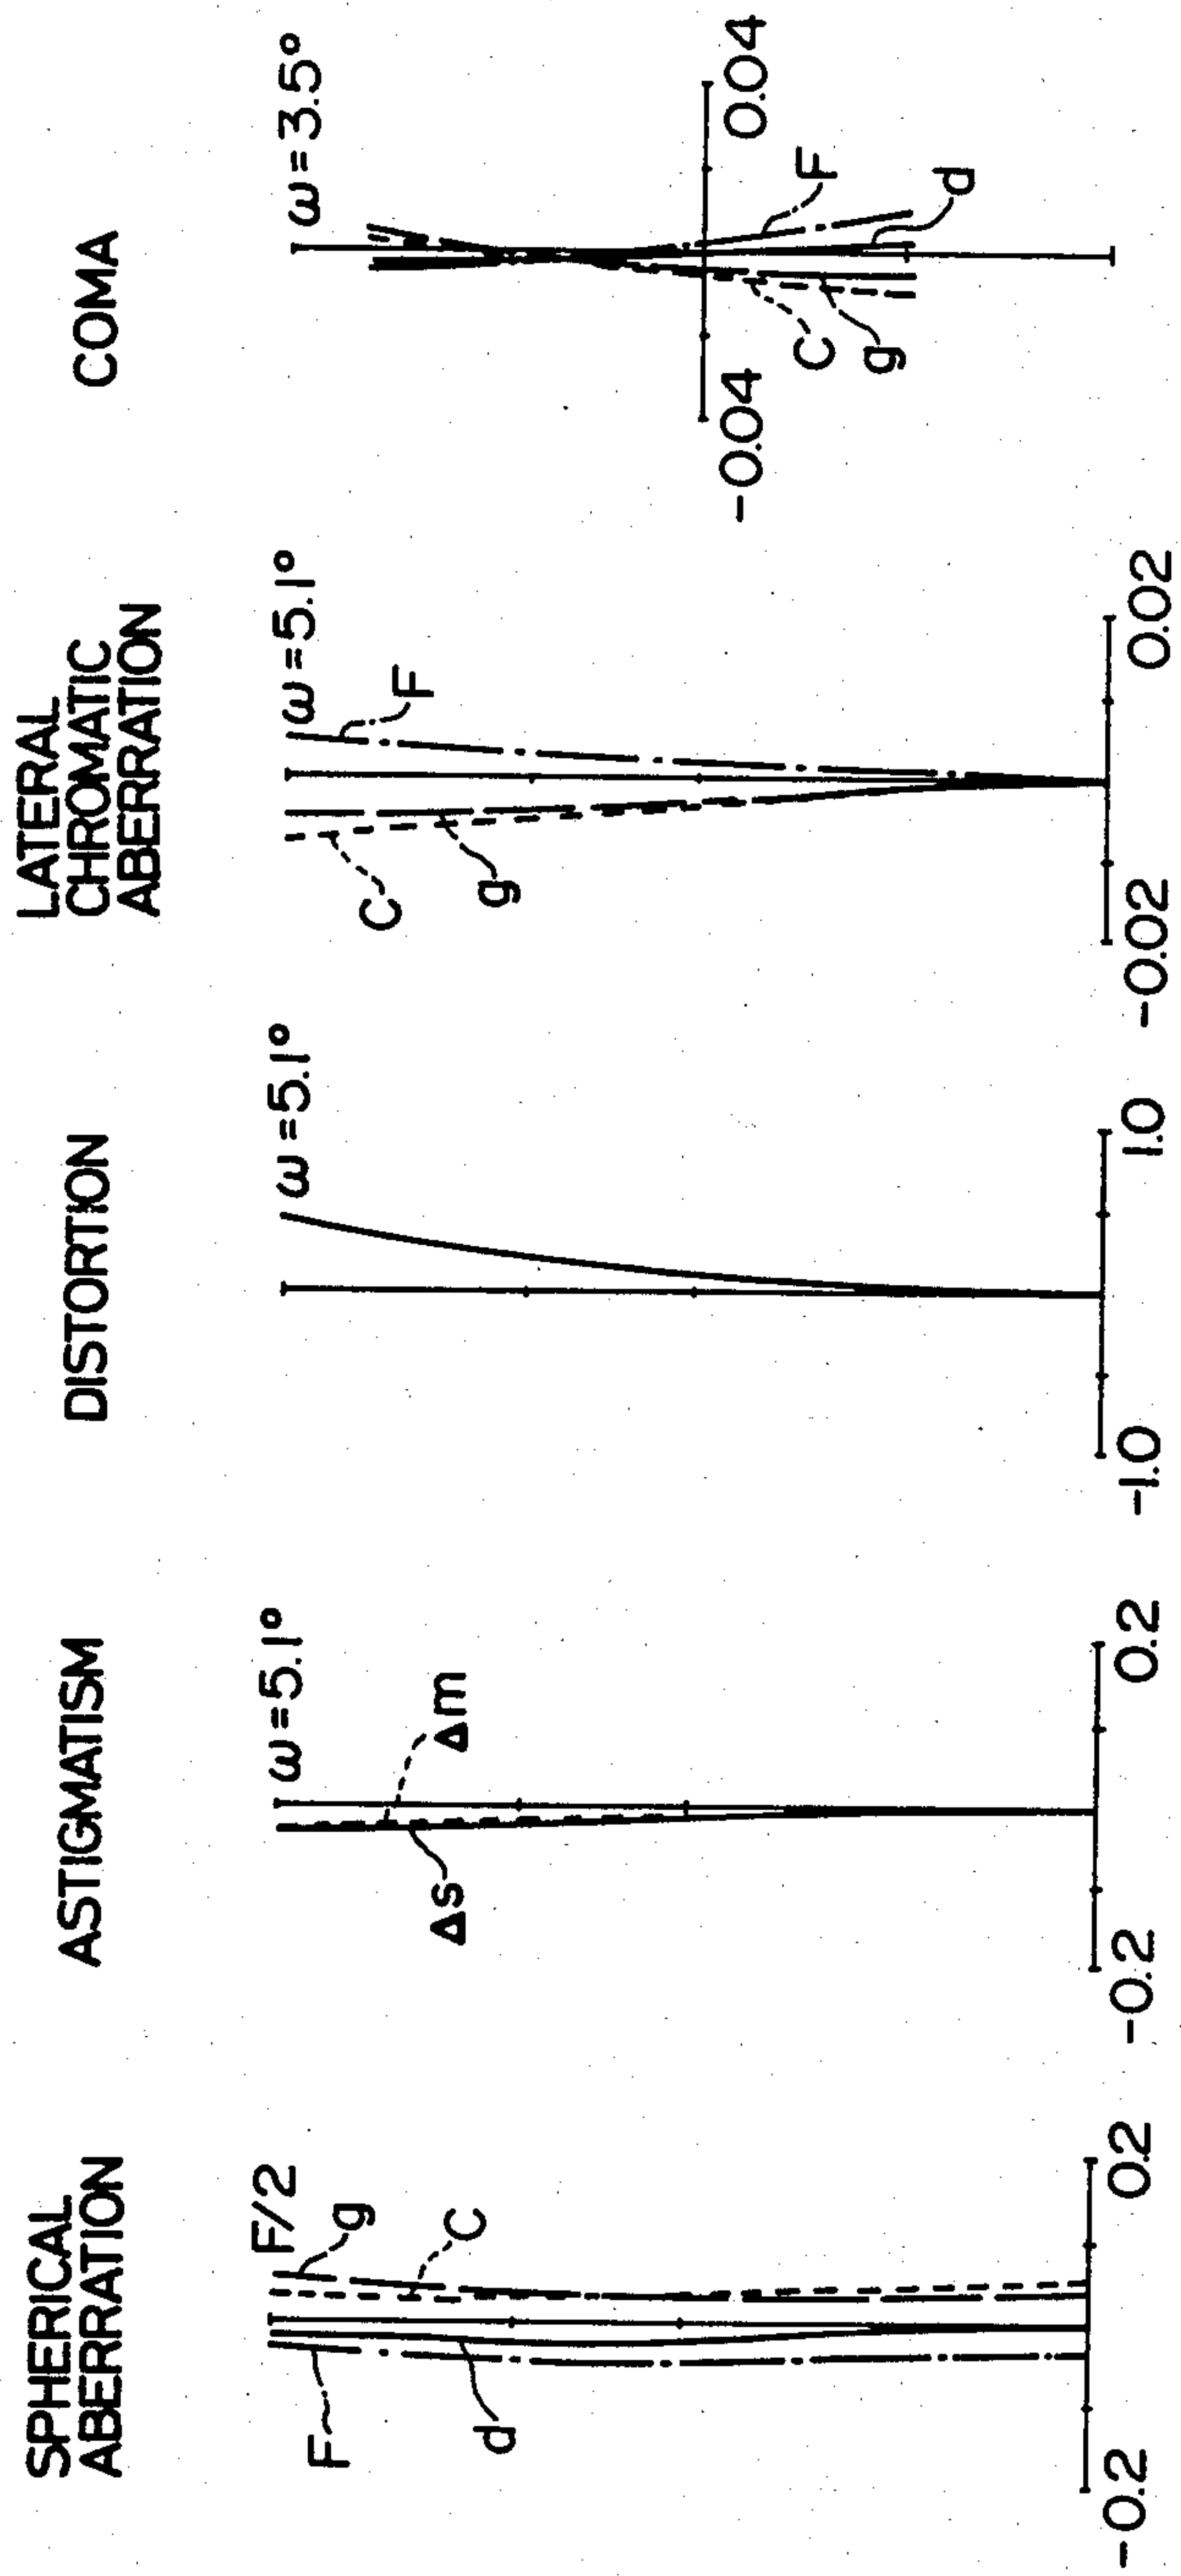 SPHERICAL
ABERRATION
F/2
g
C
F
d
-0.2
0.2
ASTIGMATISM
ω=5.1°
Δm
Δs
-0.2
0.2
DISTORTION
ω=5.1°
-1.0
1.0
LATERAL
CHROMATIC
ABERRATION
ω=5.1°
F
C
g
-0.02
0.02
COMA
ω=3.5°
-0.04
0.04
F
d
C
g